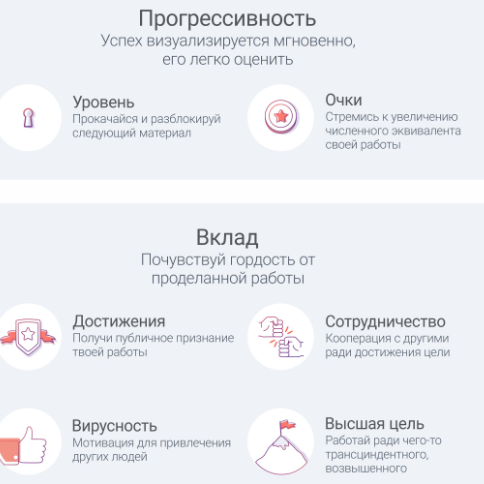 Прогрессивность
Успех визуализируется мгновенно,
его легко оценить
Уровень
Прокачайся и разблокируй
следующий материал
Очки
Стремись к увеличению
численного эквивалента
своей работы
Вклад
Почувствуй гордость от
проделанной работы
Достижения
Получи публичное признание
твоей работы
Сотрудничество
Кооперация с другими
ради достижения цели
Вирусность
Мотивация для привлечения
других людей
Высшая цель
Работай ради чего-то
трансциндентного,
возвышенного